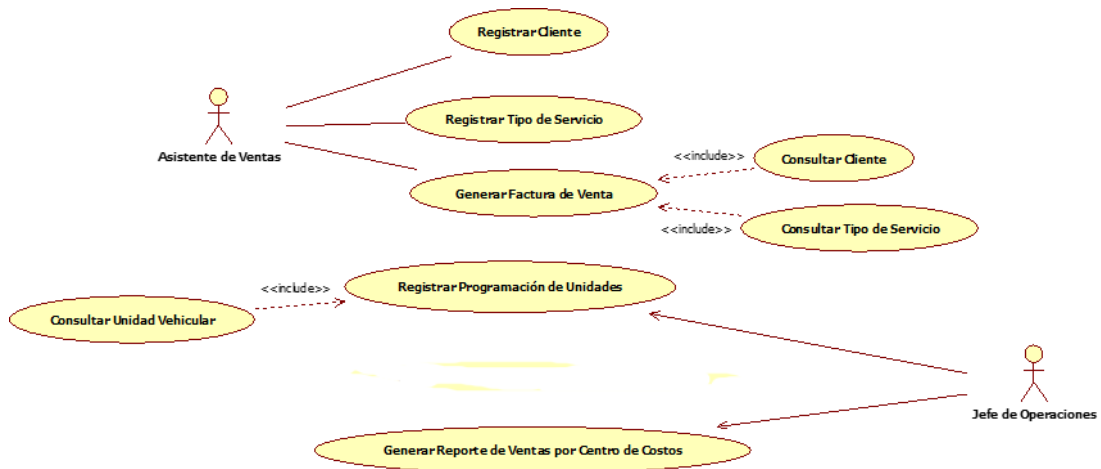 Registrar Cliente
Registrar Tipo de Servicio
Asistente de Ventas
<<include>>
Consultar Cliente
Generar Factura de Venta
<<include>>
Consultar Tipo de Servicio
<<include>>
Registrar Programación de Unidades
Consultar Unidad Vehicular
Jefe de Operaciones
Generar Reporte de Ventas por Centro de Costos